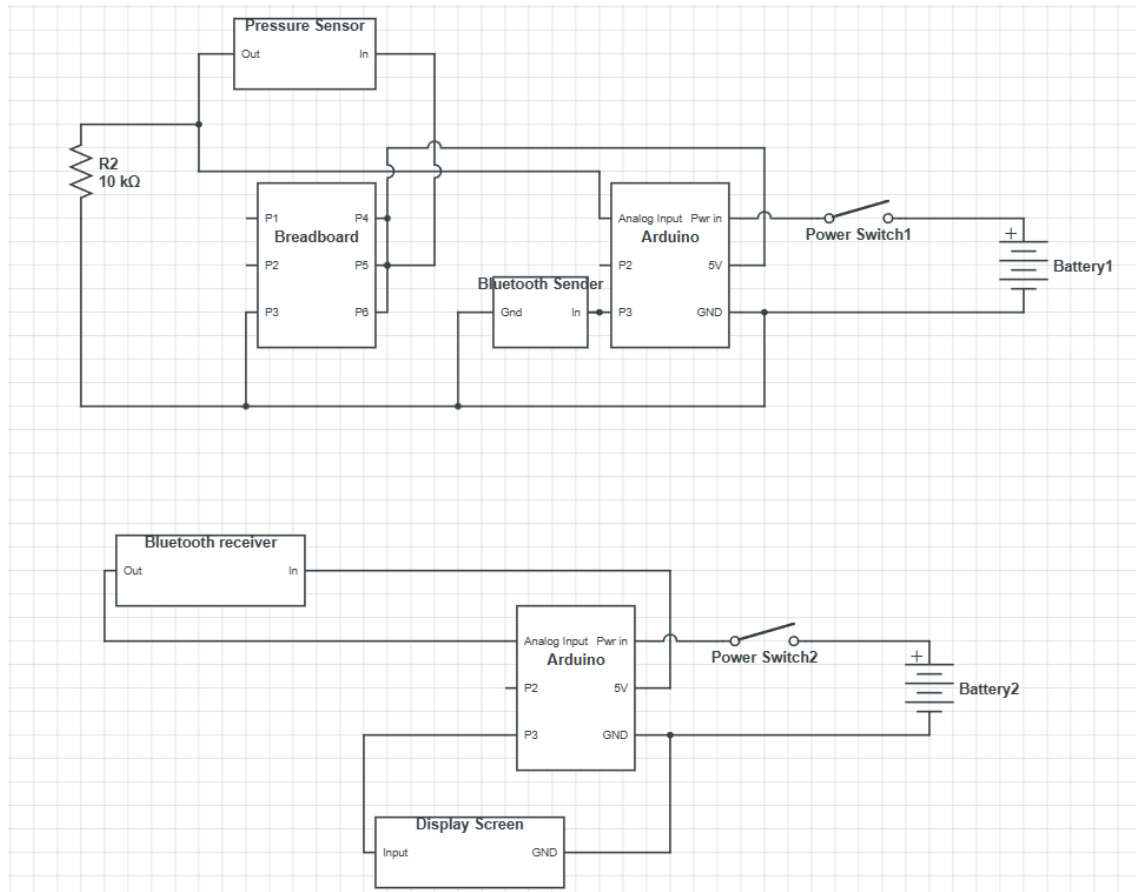 Pressure Sensor
Out In
R2
10 kΩ
P1 P4
Breadboard
P2 P5
P3 P6
Analog Input Pwr in
Arduino
P2 5V
P3 GND
Bluetooth Sender
Gnd In
Power Switch1
+
Battery1
Bluetooth receiver
Out In
Analog Input Pwr in
Arduino
P2 5V
P3 GND
Power Switch2
+
Battery2
Display Screen
Input GND